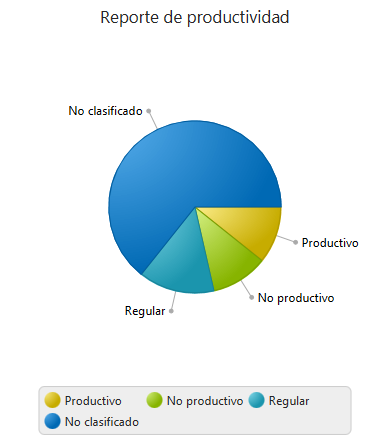 Reporte de productividad
No clasificado
Productivo
No productivo
Regular
Productivo No productivo Regular
No clasificado